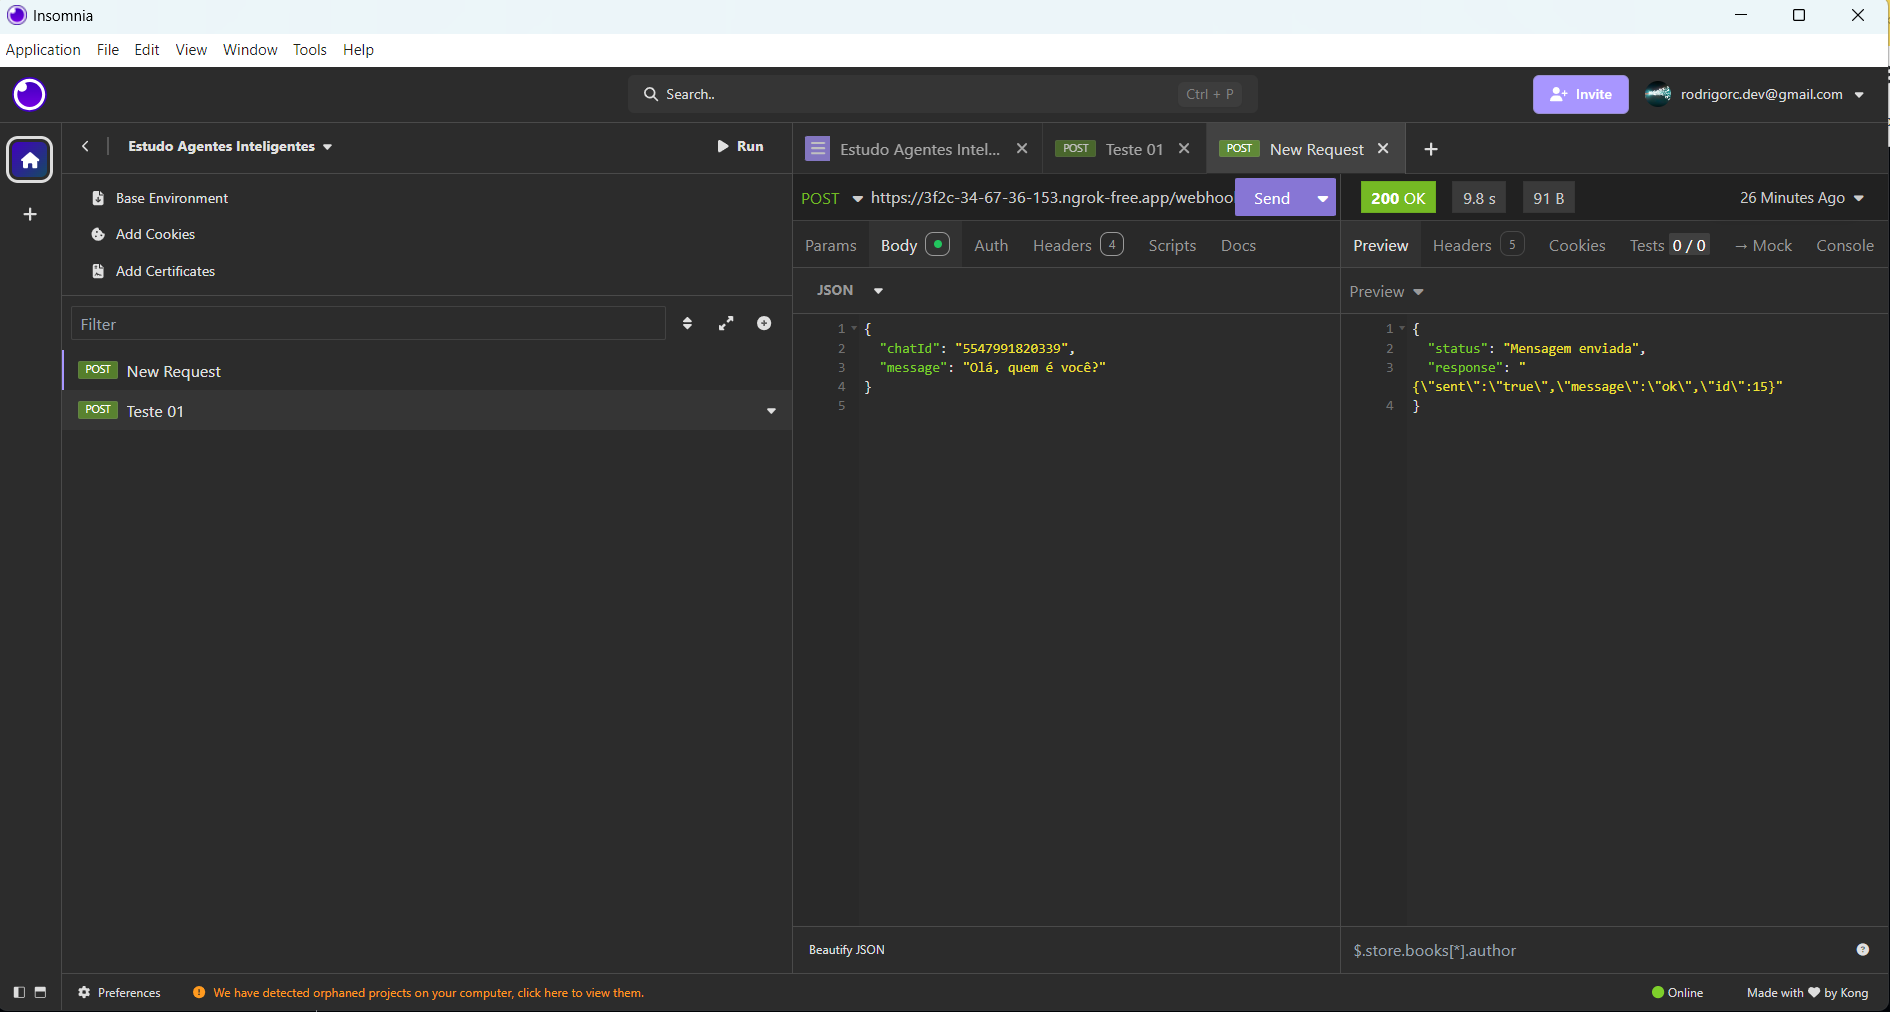 Insomnia
Application File Edit View Window Tools Help
Search.. Ctrl + P
Invite
rodrigorc.dev@gmail.com
Estudo Agentes Inteligentes
Run
Base Environment
Add Cookies
Add Certificates
Filter
POST New Request
POST Teste 01
Estudo Agentes Intel...
POST Teste 01
POST New Request
POST https://3f2c-34-67-36-153.ngrok-free.app/webhoo
Send
Params Body Auth Headers 4 Scripts Docs
JSON
1 {
2 "chatId": "5547991820339",
3 "message": "Olá, quem é você?"
4 }
5
Beautify JSON
200 OK 9.8 s 91 B 26 Minutes Ago
Preview Headers 5 Cookies Tests 0 / 0 → Mock Console
Preview
1 {
2 "status": "Mensagem enviada",
3 "response": "
{\"sent\":\"true\",\"message\":\"ok\",\"id\":15}"
4 }
$.store.books[*].author
Preferences
We have detected orphaned projects on your computer, click here to view them.
Online
Made with ♥ by Kong